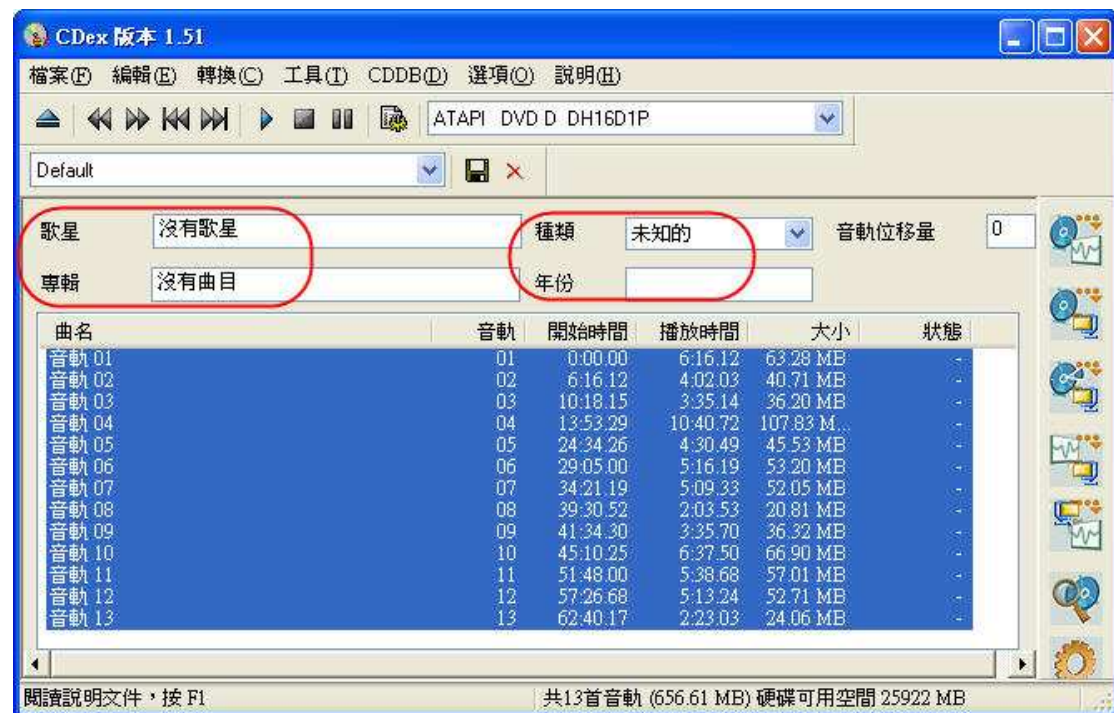 CDex 版本 1.51
檔案(F) 編輯(E) 轉換(C) 工具(T) CDDB(D) 選項(O) 說明(H)
ATAPI DVD D DH16D1P
Default
歌星 沒有歌星 種類 未知的 音軌位移量 0
專輯 沒有曲目 年份
曲名 音軌 開始時間 播放時間 大小 狀態
音軌 01 01 0:00.00 6:16.12 63.28 MB -
音軌 02 02 6:16.12 4:02.03 40.71 MB -
音軌 03 03 10:18.15 3:35.14 36.20 MB -
音軌 04 04 13:53.29 10:40.72 107.83 M... -
音軌 05 05 24:34.26 4:30.49 45.53 MB -
音軌 06 06 29:05.00 5:16.19 53.20 MB -
音軌 07 07 34:21.19 5:09.33 52.05 MB -
音軌 08 08 39:30.52 2:03.53 20.81 MB -
音軌 09 09 41:34.30 3:35.70 36.32 MB -
音軌 10 10 45:10.25 6:37.50 66.90 MB -
音軌 11 11 51:48.00 5:38.68 57.01 MB -
音軌 12 12 57:26.68 5:13.24 52.71 MB -
音軌 13 13 62:40.17 2:23.03 24.06 MB -
閱讀說明文件，按 F1 共13首音軌 (656.61 MB) 硬碟可用空間 25922 MB